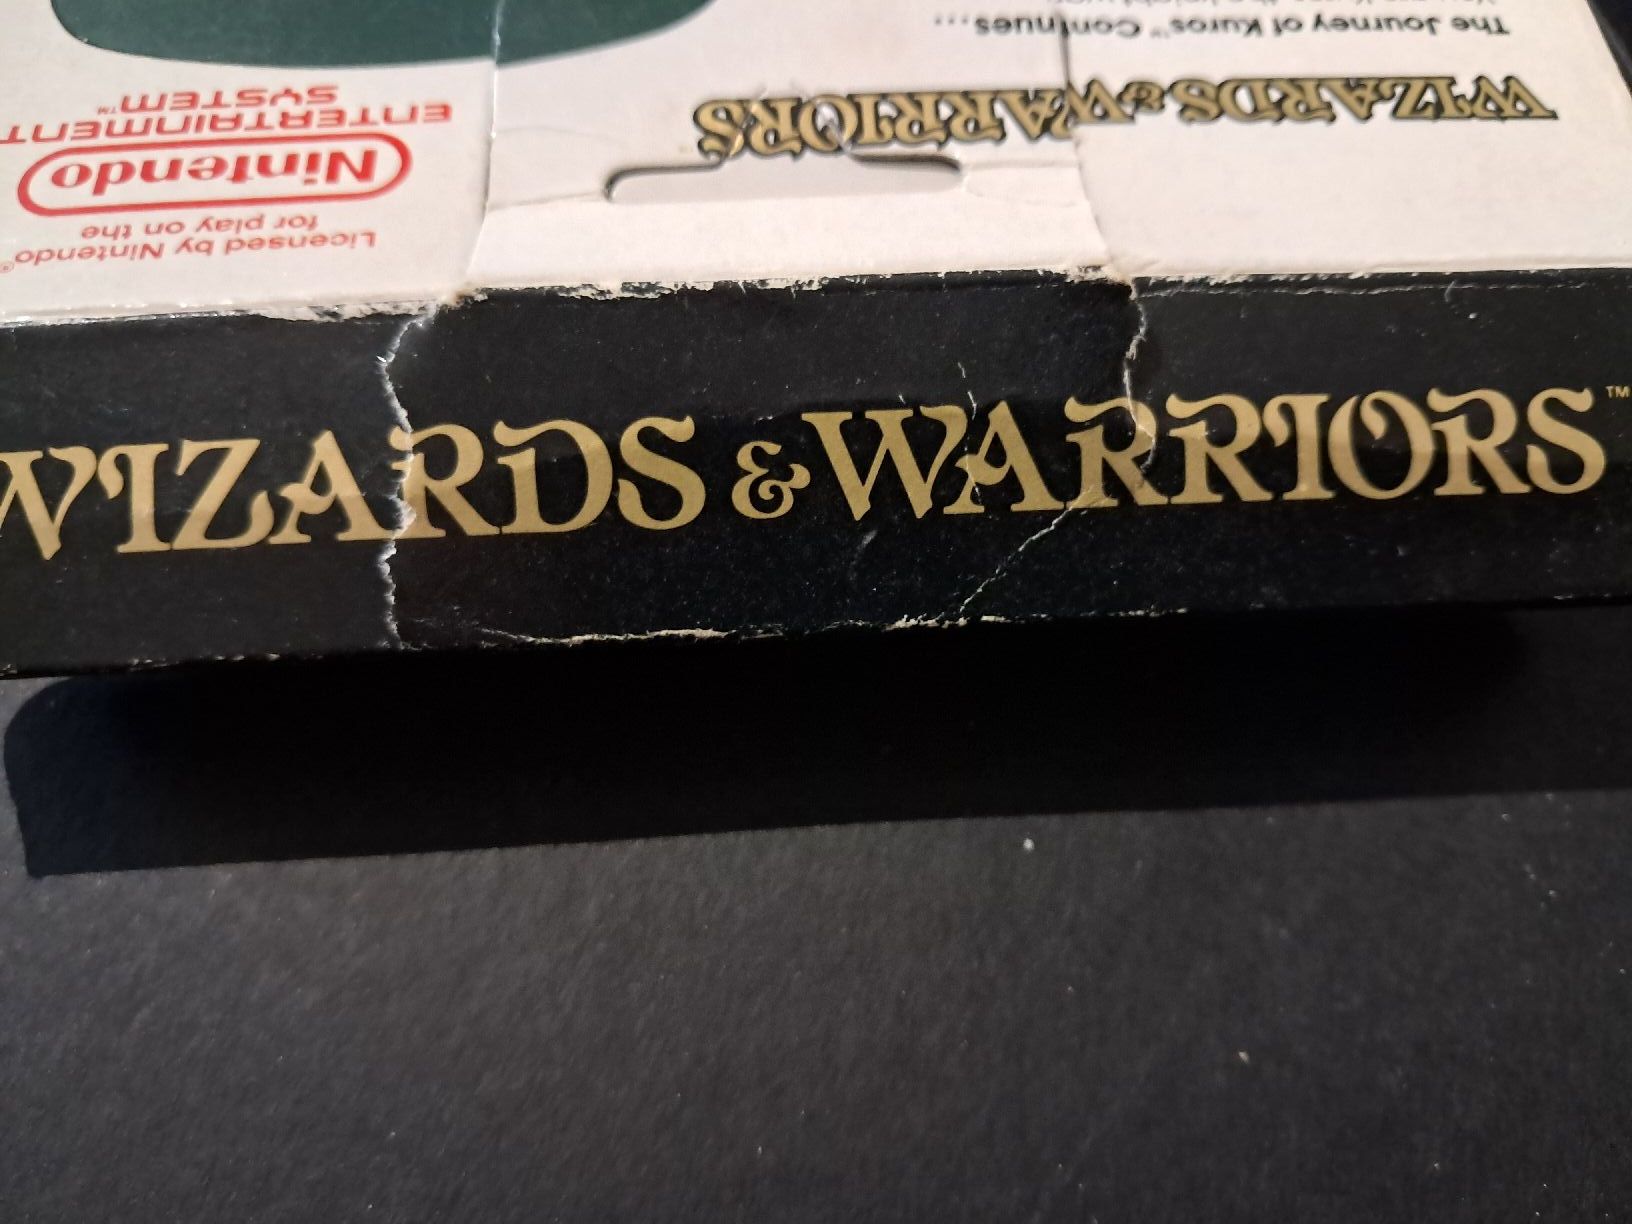 WIZARDS & WARRIORS™
WIZARDS & WARRIORS
The Journey of Kuros™ Continues...
Licensed by Nintendo®
for play on the
Nintendo
ENTERTAINMENT
SYSTEM™